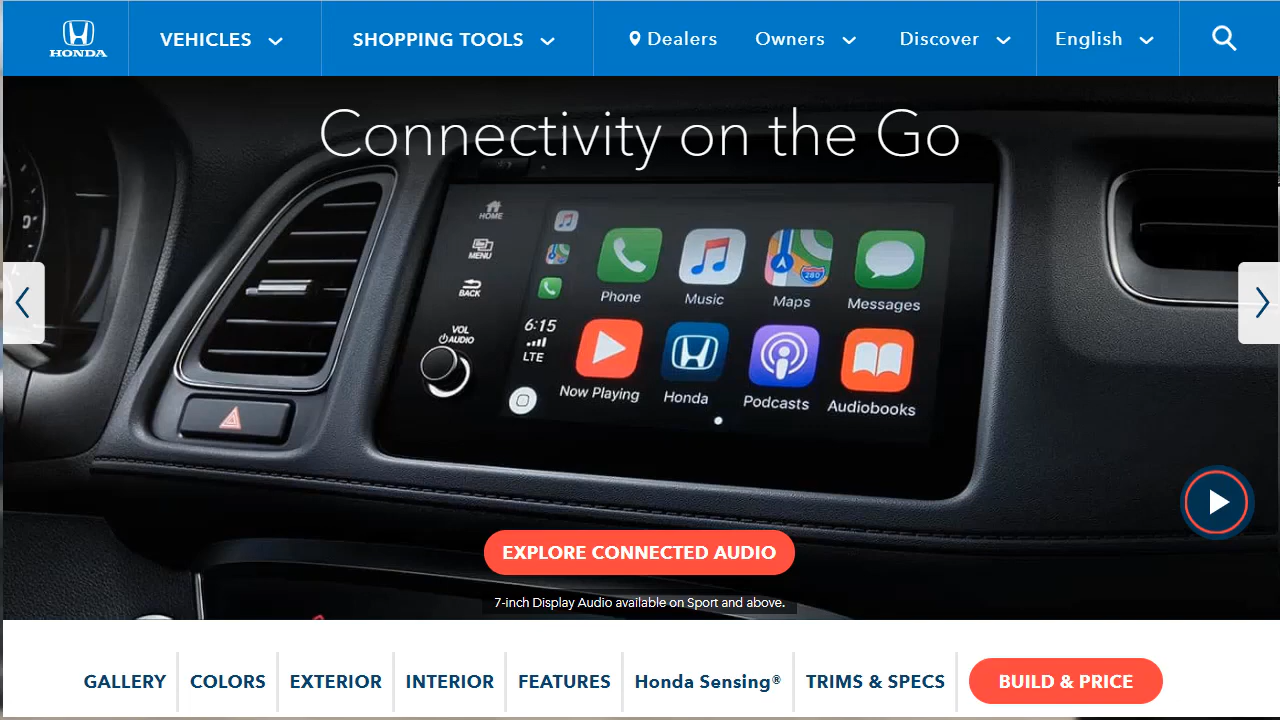 HONDA
VEHICLES
SHOPPING TOOLS
Dealers
Owners
Discover
English
Connectivity on the Go
HOME
MENU
BACK
VOL
AUDIO
6:15
LTE
Phone
Music
280
Maps
Messages
Now Playing
Honda
Podcasts
Audiobooks
EXPLORE CONNECTED AUDIO
7-inch Display Audio available on Sport and above.
GALLERY
COLORS
EXTERIOR
INTERIOR
FEATURES
Honda Sensing®
TRIMS & SPECS
BUILD & PRICE